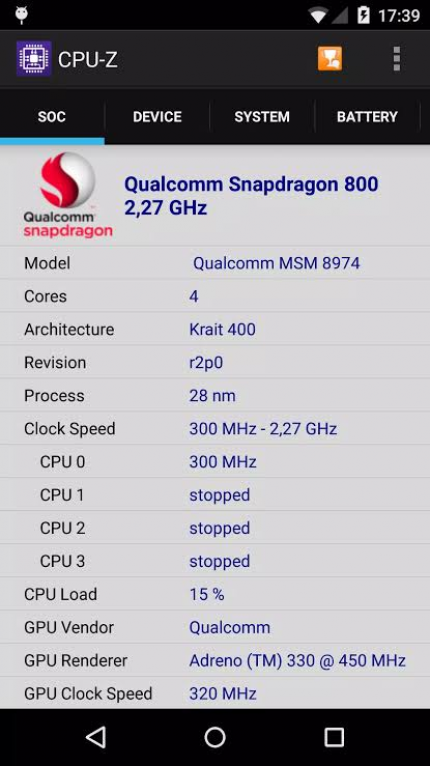 17:39
CPU-Z
SOC DEVICE SYSTEM BATTERY
Qualcomm Snapdragon 800
2,27 GHz
Qualcomm
snapdragon
Model Qualcomm MSM 8974
Cores 4
Architecture Krait 400
Revision r2p0
Process 28 nm
Clock Speed 300 MHz - 2,27 GHz
CPU 0 300 MHz
CPU 1 stopped
CPU 2 stopped
CPU 3 stopped
CPU Load 15 %
GPU Vendor Qualcomm
GPU Renderer Adreno (TM) 330 @ 450 MHz
GPU Clock Speed 320 MHz